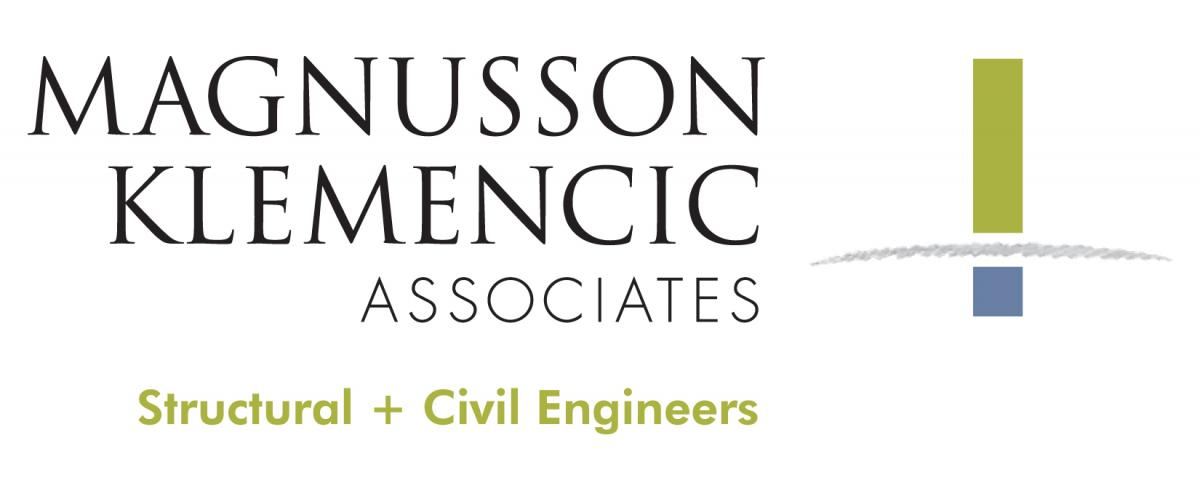 MAGNUSSON
KLEMENCIC
ASSOCIATES
Structural + Civil Engineers